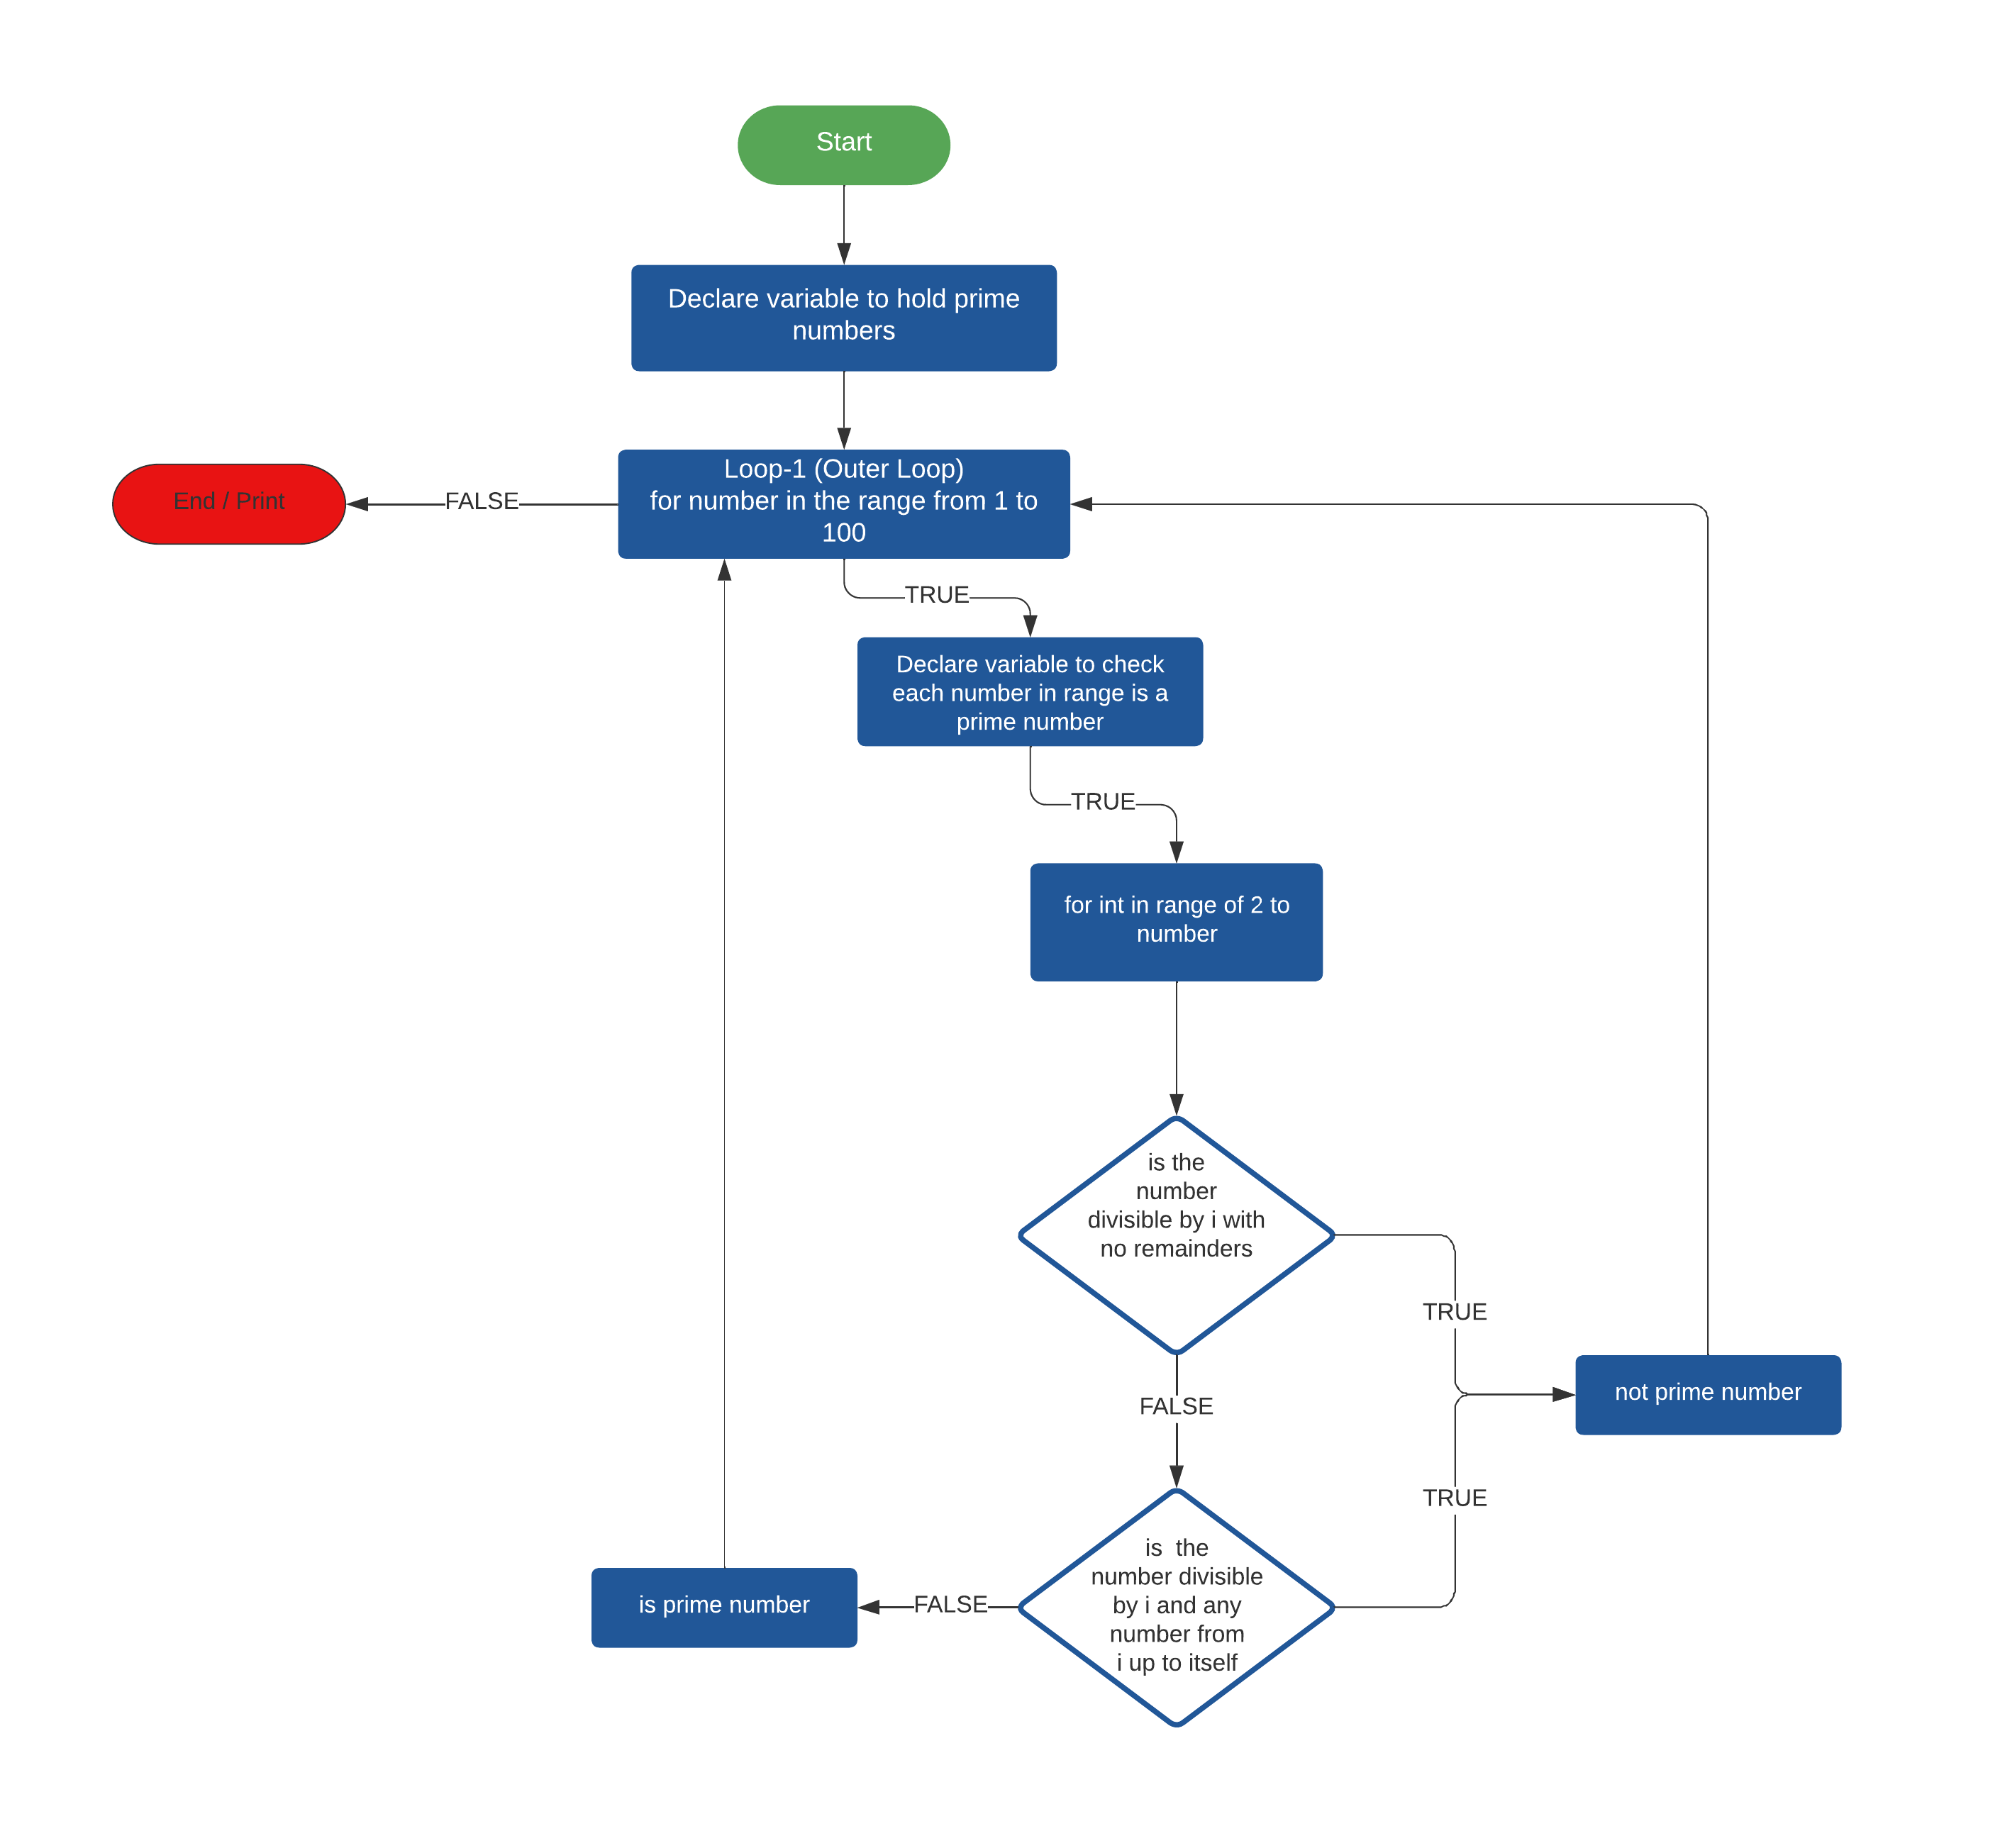 Start
Declare variable to hold prime
numbers
Loop-1 (Outer Loop)
for number in the range from 1 to
100
FALSE
End / Print
TRUE
Declare variable to check
each number in range is a
prime number
TRUE
for int in range of 2 to
number
is the
number
divisible by i with
no remainders
TRUE
not prime number
FALSE
TRUE
is the
number divisible
by i and any
number from
i up to itself
FALSE
is prime number